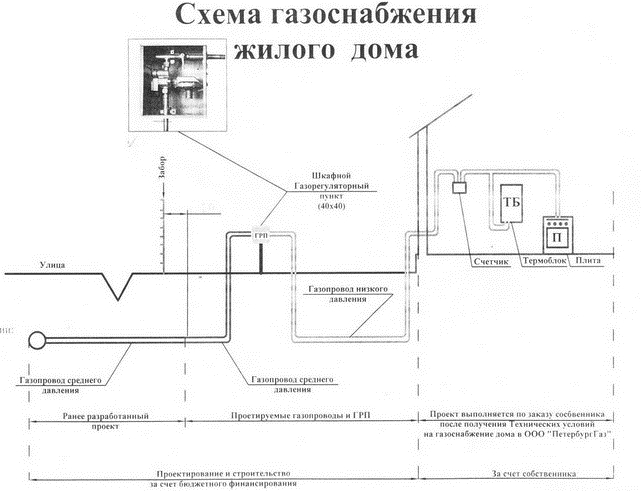 Схема газоснабжения
жилого дома
Забор
Шкафной
Газорегуляторный
пункт
(40х40)
ГРП
ТБ
П
Улица
Счетчик
Термоблок
Плита
Газопровод низкого
давления
Газопровод среднего
давления
Газопровод среднего
давления
Ранее разработанный
проект
Проетируемые газопроводы и ГРП
Проект выполняется по заказу сосбвенника
после получения Технических условий
на газоснабжение дома в ООО "ПетербургГаз"
Проектирование и строительство
за счет бюджетного финансирования
За счет собственника